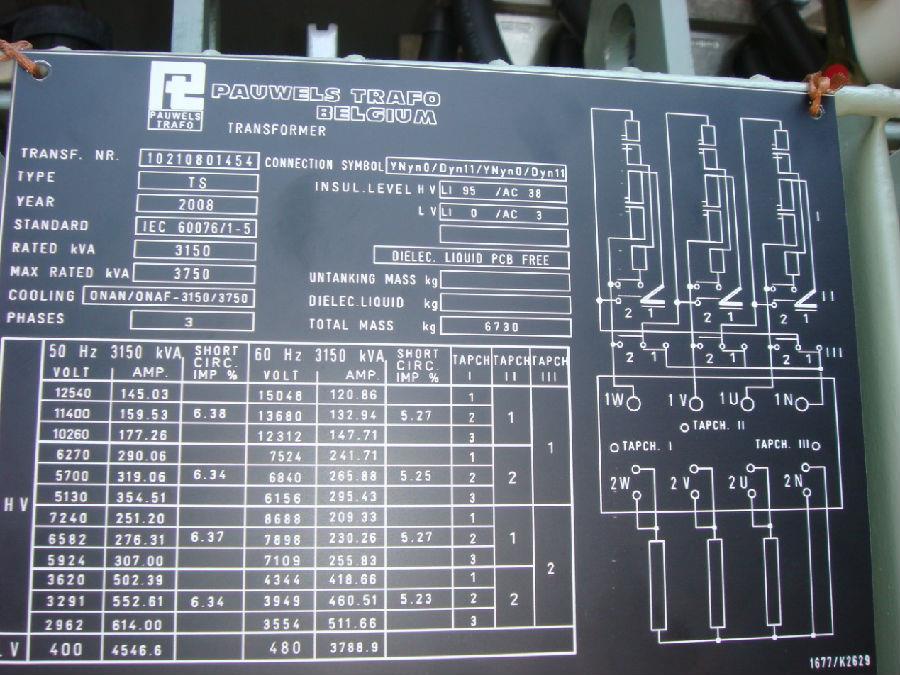 PAUWELS TRAFO
PAUWELS TRAFO
BELGIUM
TRANSFORMER
TRANSF. NR. 10210801454
TYPE TS
YEAR 2008
STANDARD IEC 60076/1-5
RATED kVA 3150
MAX RATED kVA 3750
COOLING ONAN/ONAF-3150/3750
PHASES 3
CONNECTION SYMBOL YNyn0/Dyn11/YNyn0/Dyn11
INSUL.LEVEL HV LI 95 /AC 38
LV LI 0 /AC 3
DIELEC. LIQUID PCB FREE
UNTANKING MASS kg
DIELEC.LIQUID kg
TOTAL MASS kg 6730
50 Hz 3150 kVA SHORT CIRC. IMP % 60 Hz 3150 kVA SHORT CIRC. IMP % TAPCH I TAPCH II TAPCH III
VOLT AMP. VOLT AMP.
HV
12540 145.03 15048 120.86 1
11400 159.53 6.38 13680 132.94 5.27 2 1
10260 177.26 12312 147.71 3 1
6270 290.06 7524 241.71 1
5700 319.06 6.34 6840 265.88 5.25 2 2
5130 354.51 6156 295.43 3
7240 251.20 8688 209.33 1
6582 276.31 6.37 7898 230.26 5.27 2 1
5924 307.00 7109 255.83 3 2
3620 502.39 4344 418.66 1
3291 552.61 6.34 3949 460.51 5.23 2 2
2962 614.00 3554 511.66 3
LV 400 4546.6 480 3788.9
I
II
2 1 2 1 2 1
III
2 1 2 1 2 1
1W 1V 1U 1N
TAPCH. II
TAPCH. I TAPCH. III
2W 2V 2U 2N
1677/K2629